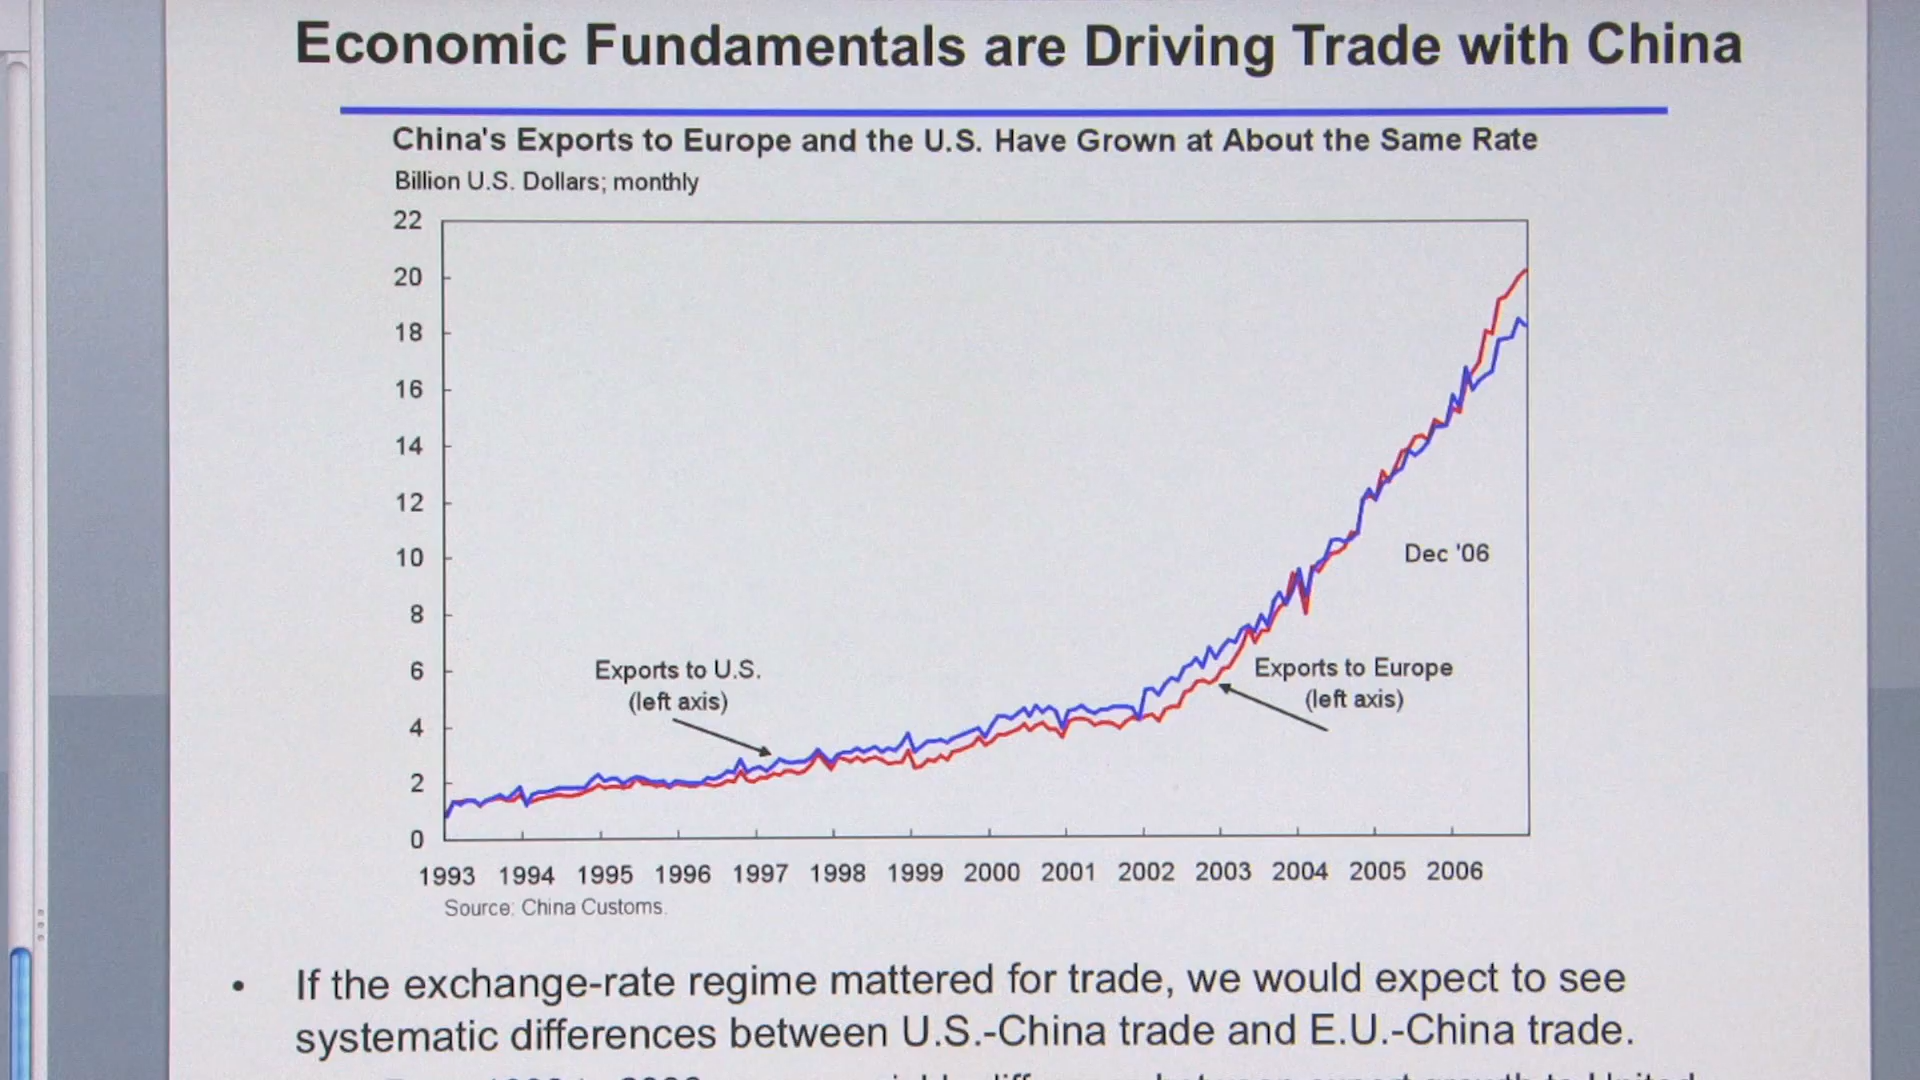 Economic Fundamentals are Driving Trade with China
China's Exports to Europe and the U.S. Have Grown at About the Same Rate
Billion U.S. Dollars; monthly
22
20
18
16
14
12
10
8
6
4
2
0
Exports to U.S.
(left axis)
Dec '06
Exports to Europe
(left axis)
1993 1994 1995 1996 1997 1998 1999 2000 2001 2002 2003 2004 2005 2006
Source: China Customs.
• If the exchange-rate regime mattered for trade, we would expect to see
systematic differences between U.S.-China trade and E.U.-China trade.